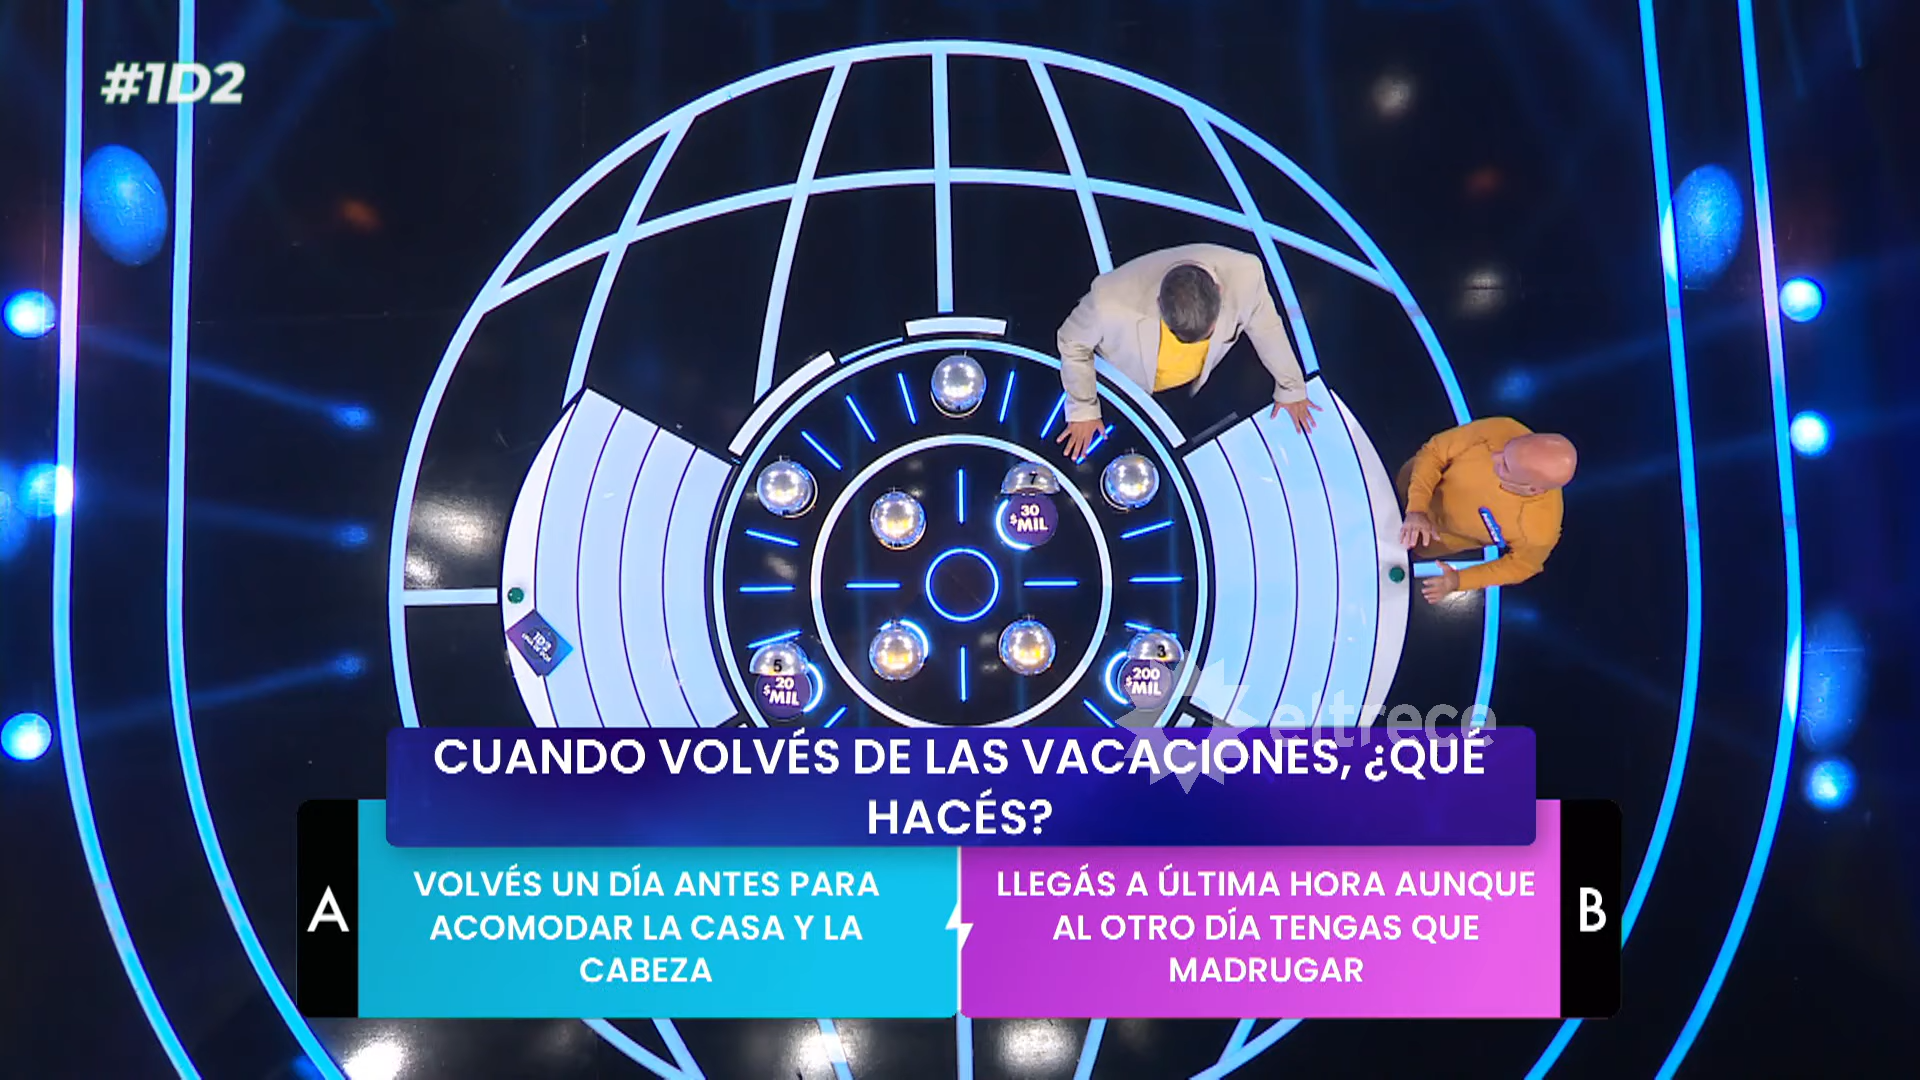 #1D2
7
$30
MIL
5
$20
MIL
3
$200
MIL
1D2
eltrece
CUANDO VOLVÉS DE LAS VACACIONES, ¿QUÉ
HACÉS?
A
VOLVÉS UN DÍA ANTES PARA
ACOMODAR LA CASA Y LA
CABEZA
LLEGÁS A ÚLTIMA HORA AUNQUE
AL OTRO DÍA TENGAS QUE
MADRUGAR
B